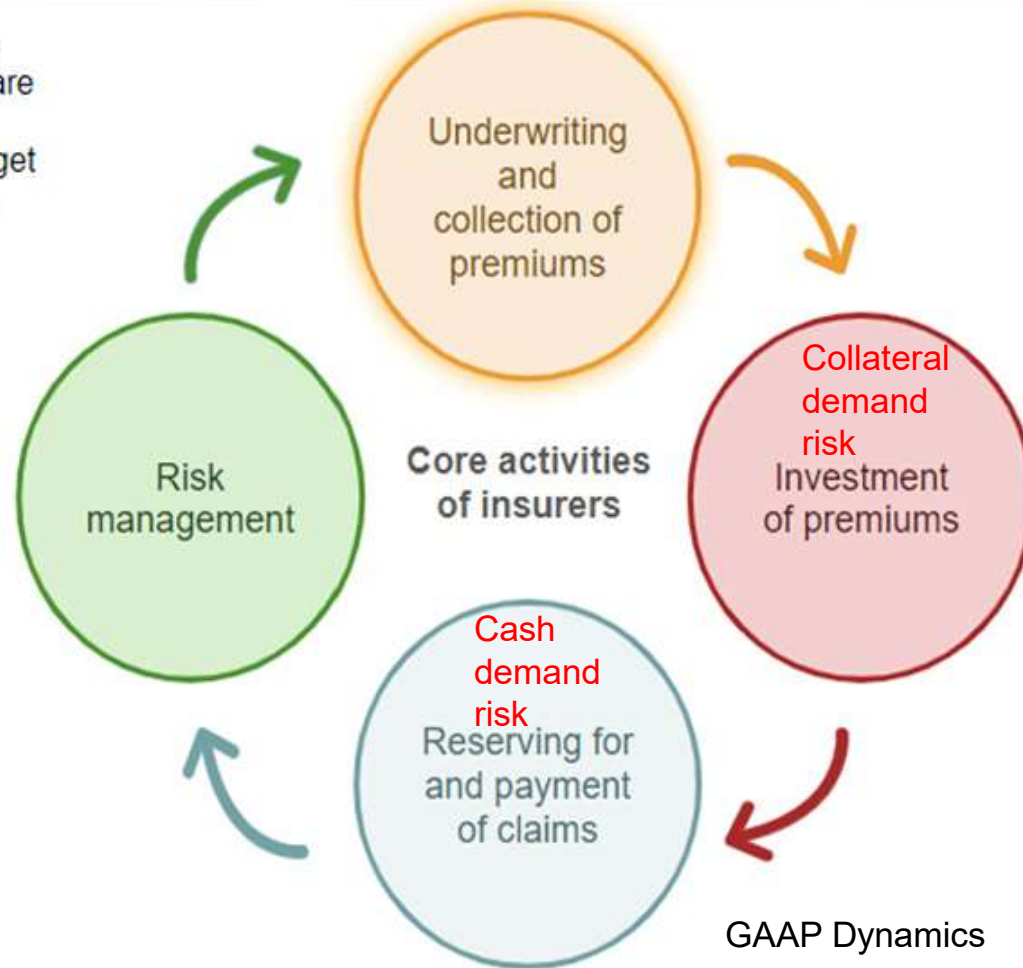 are
get
Underwriting
and
collection of
premiums
Collateral
demand
risk
Investment
of premiums
Core activities
of insurers
Risk
management
Cash
demand
risk
Reserving for
and payment
of claims
GAAP Dynamics